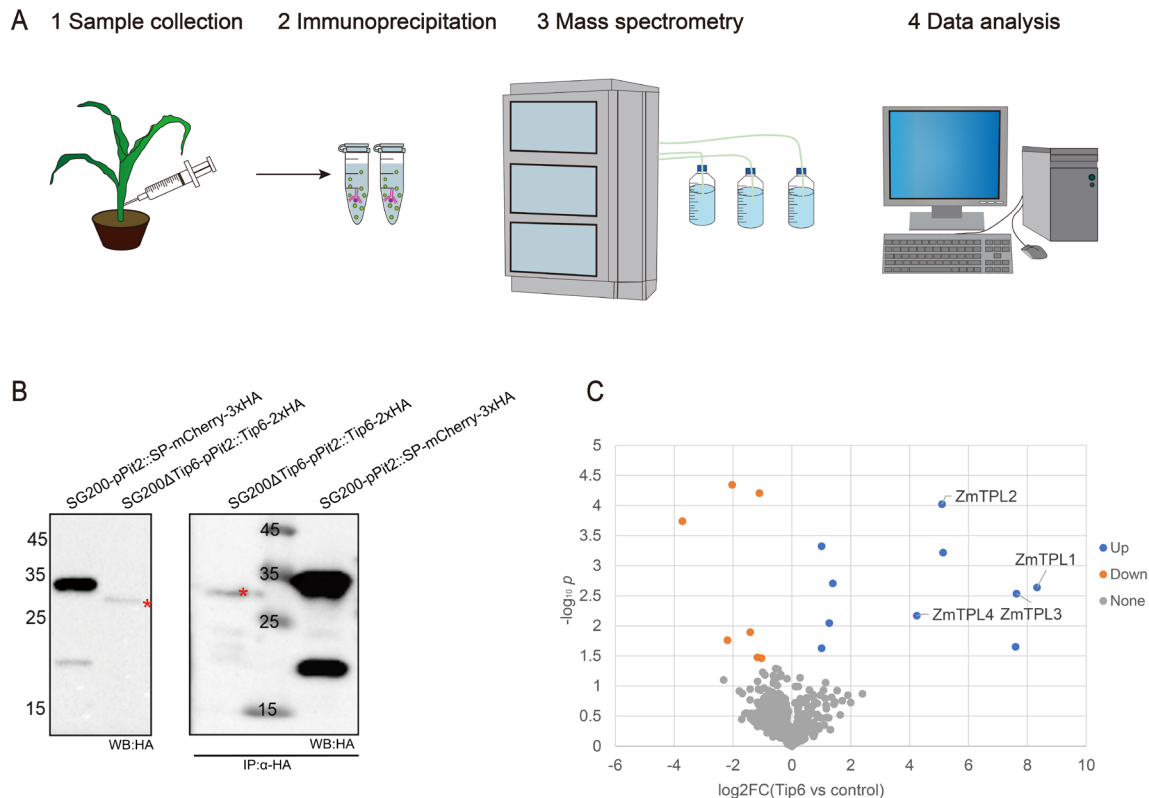 A
1 Sample collection
2 Immunoprecipitation
3 Mass spectrometry
4 Data analysis
B
SG200-pPit2::SP-mCherry-3xHA
SG200ΔTip6-pPit2::Tip6-2xHA
45
35
25
15
*
WB:HA
SG200ΔTip6-pPit2::Tip6-2xHA
SG200-pPit2::SP-mCherry-3xHA
45
35
25
15
*
WB:HA
IP:α-HA
C
5
4.5
4
3.5
3
2.5
2
1.5
1
0.5
0
-log₁₀ p
-6 -4 -2 0 2 4 6 8 10
log2FC(Tip6 vs control)
ZmTPL2
ZmTPL1
ZmTPL3
ZmTPL4
Up
Down
None